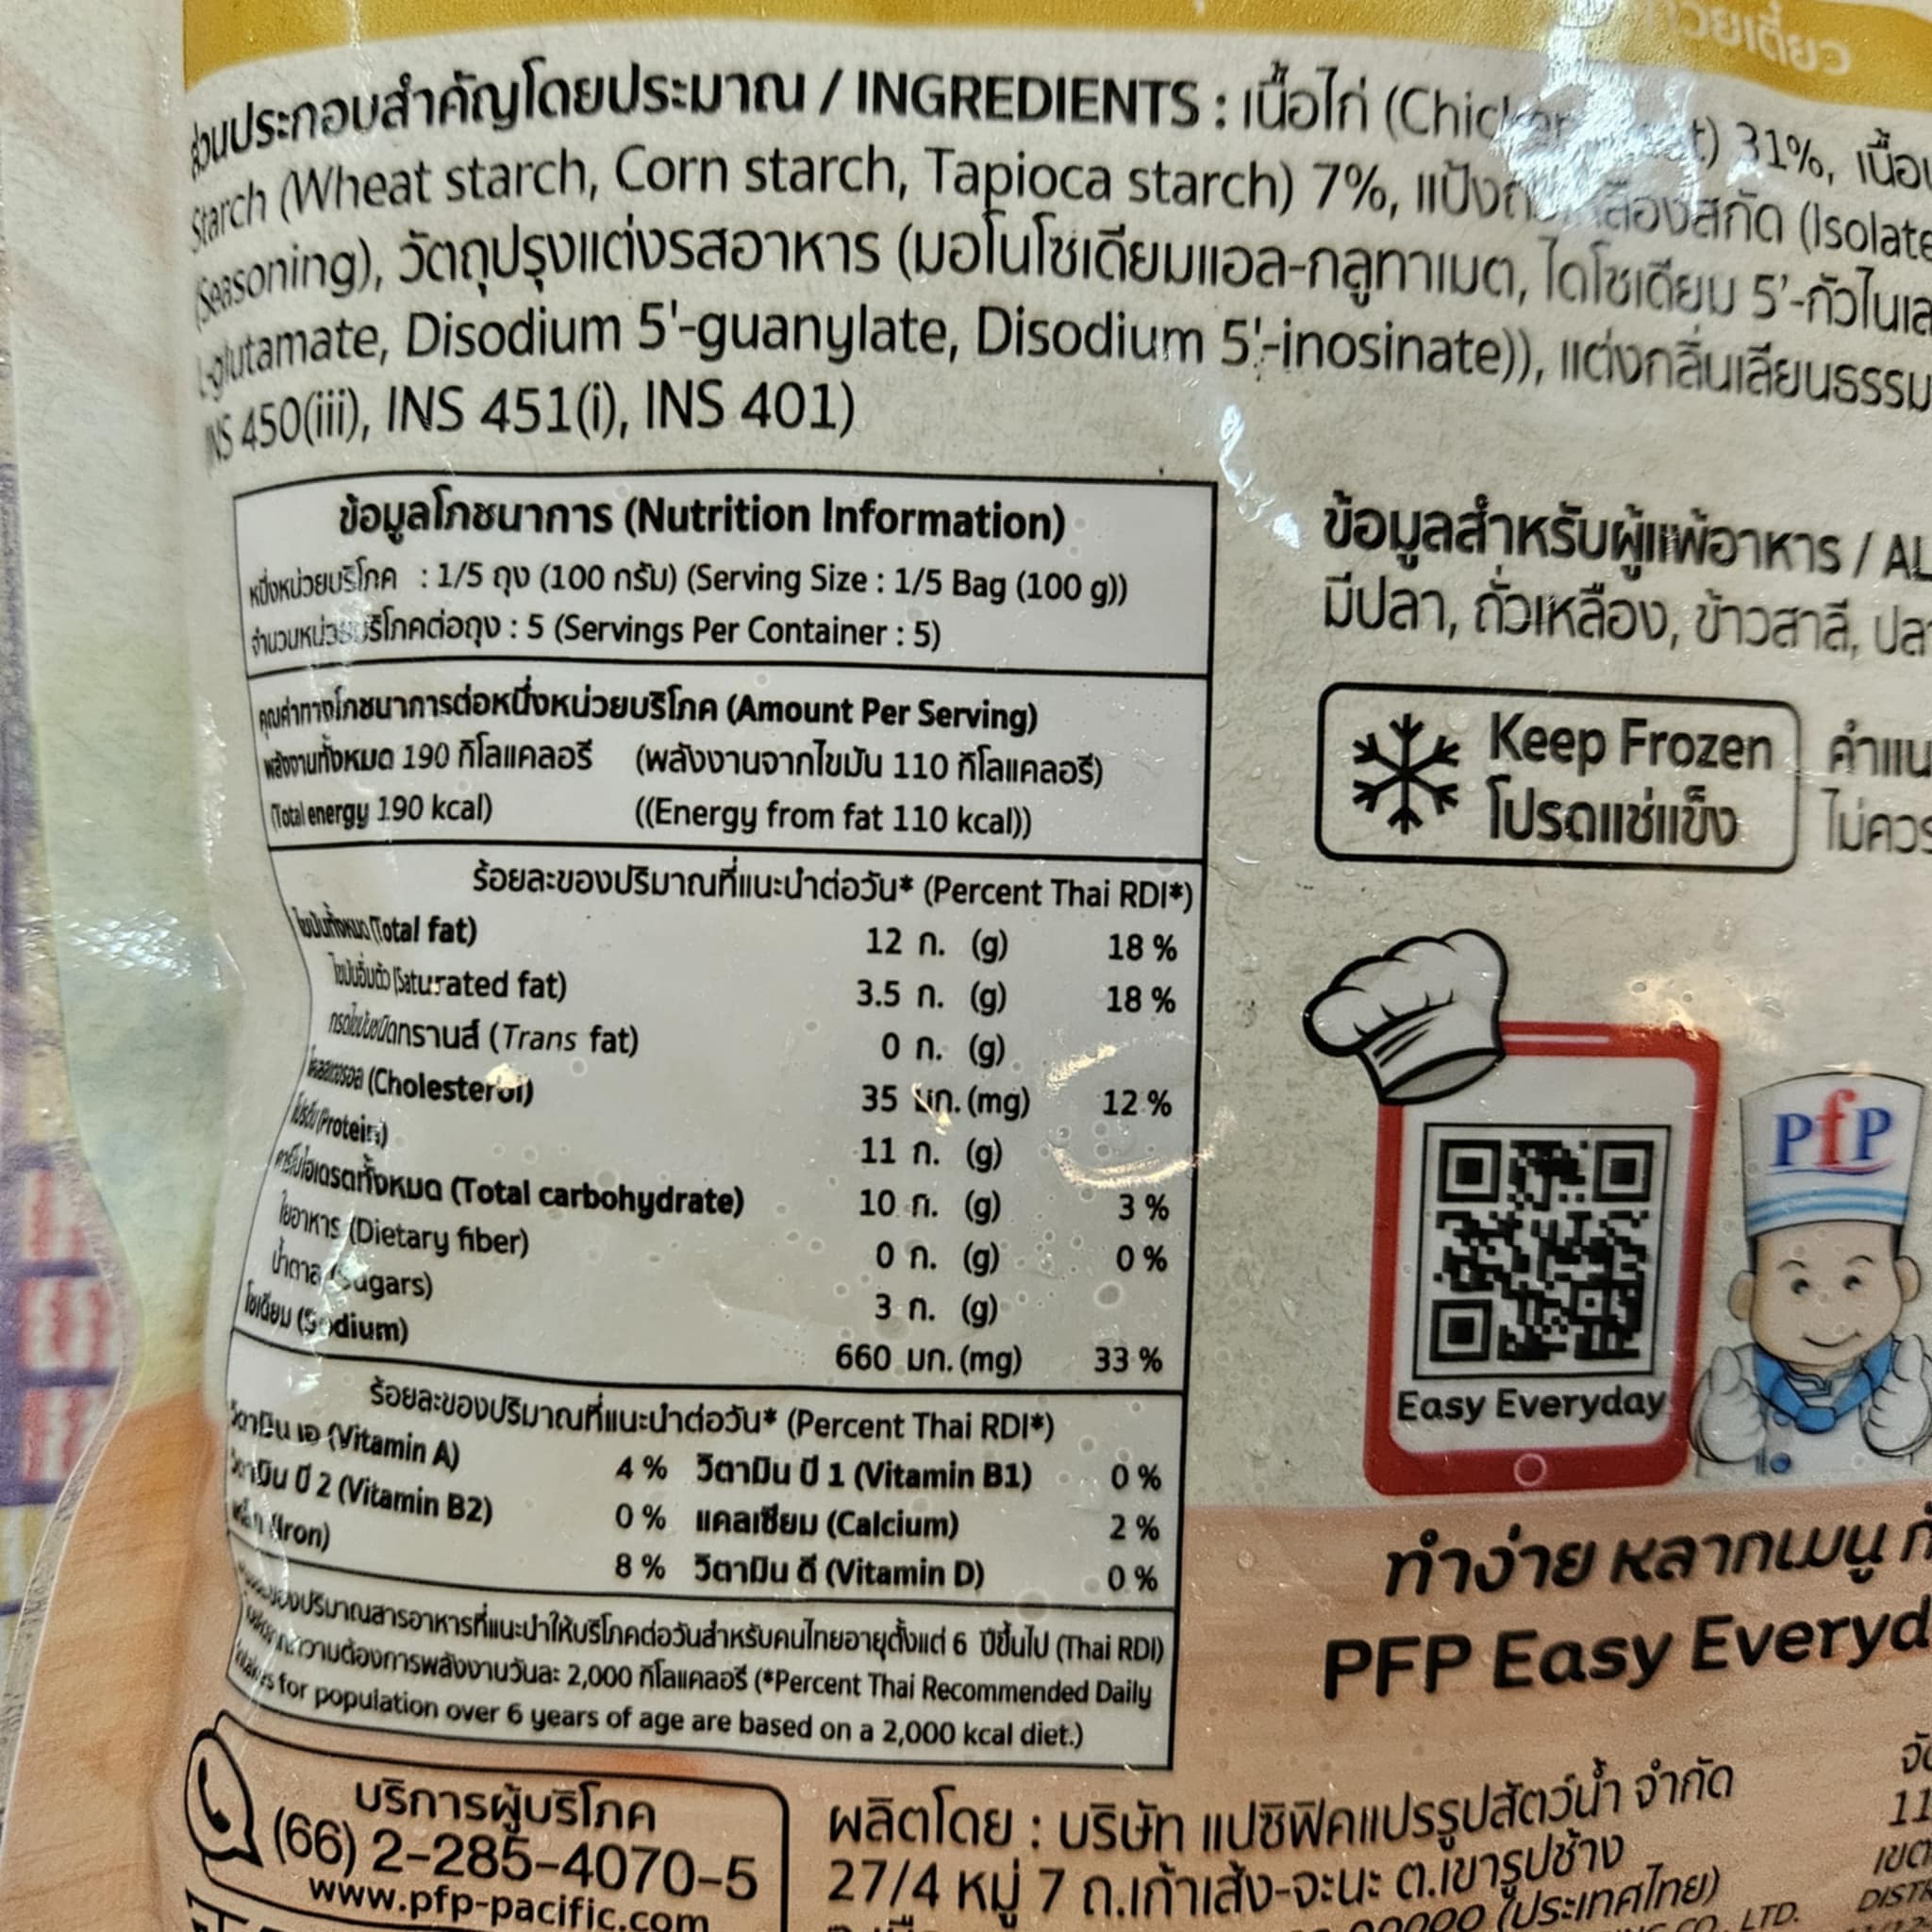 ส่วนประกอบสำคัญโดยประมาณ / INGREDIENTS : เนื้อไก่ (Chicken meat) 31%,
Starch (Wheat starch, Corn starch, Tapioca starch) 7%, แป้งถั่วเหลืองสกัด (Isolate
(Seasoning), วัตถุปรุงแต่งรสอาหาร (มอโนโซเดียมแอล-กลูทาเมต, ไดโซเดียม 5'-กัวไนเล
L-glutamate, Disodium 5'-guanylate, Disodium 5'-inosinate)), แต่งกลิ่นเลียนธรรม
INS 450(iii), INS 451(i), INS 401)
ข้อมูลโภชนาการ (Nutrition Information)
หนึ่งหน่วยบริโภค : 1/5 ถุง (100 กรัม) (Serving Size : 1/5 Bag (100 g))
จำนวนหน่วยบริโภคต่อถุง : 5 (Servings Per Container : 5)
คุณค่าทางโภชนาการต่อหนึ่งหน่วยบริโภค (Amount Per Serving)
พลังงานทั้งหมด 190 กิโลแคลอรี (พลังงานจากไขมัน 110 กิโลแคลอรี)
(Total energy 190 kcal) ((Energy from fat 110 kcal))
ร้อยละของปริมาณที่แนะนำต่อวัน* (Percent Thai RDI*)
ไขมันทั้งหมด (Total fat) 12 ก. (g) 18 %
ไขมันอิ่มตัว (Saturated fat) 3.5 ก. (g) 18 %
กรดไขมันชนิดทรานส์ (Trans fat) 0 ก. (g)
โคเลสเตอรอล (Cholesterol) 35 มก. (mg) 12 %
โปรตีน (Protein) 11 ก. (g)
คาร์โบไฮเดรตทั้งหมด (Total carbohydrate) 10 ก. (g) 3 %
ใยอาหาร (Dietary fiber) 0 ก. (g) 0 %
น้ำตาล (Sugars) 3 ก. (g)
โซเดียม (Sodium) 660 มก. (mg) 33 %
ร้อยละของปริมาณที่แนะนำต่อวัน* (Percent Thai RDI*)
วิตามิน เอ (Vitamin A) 4 % วิตามิน บี 1 (Vitamin B1) 0 %
วิตามิน บี 2 (Vitamin B2) 0 % แคลเซียม (Calcium) 2 %
เหล็ก (Iron) 8 % วิตามิน ดี (Vitamin D) 0 %
ของปริมาณสารอาหารที่แนะนำให้บริโภคต่อวันสำหรับคนไทยอายุตั้งแต่ 6 ปีขึ้นไป (Thai RDI)
ความต้องการพลังงานวันละ 2,000 กิโลแคลอรี (*Percent Thai Recommended Daily
Intakes for population over 6 years of age are based on a 2,000 kcal diet.)
ข้อมูลสำหรับผู้แพ้อาหาร / AL
มีปลา, ถั่วเหลือง, ข้าวสาลี, ปลา
Keep Frozen
โปรดแช่แข็ง
คำแน
ไม่ควร
PFP
Easy Everyday
ทำง่าย หลากเมนู
PFP Easy Everyd
บริการผู้บริโภค
(66) 2-285-4070-5
www.pfp-pacific.com
ผลิตโดย : บริษัท แปซิฟิคแปรรูปสัตว์น้ำ จำกัด
27/4 หมู่ 7 ถ.เก้าเส้ง-จะนะ ต.เขารูปช้าง
(ประเทศไทย)
CO., LTD.
11
เขต
DIST